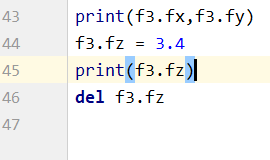 43 print(f3.fx,f3.fy)
44 f3.fz = 3.4
45 print(f3.fz)
46 del f3.fz
47